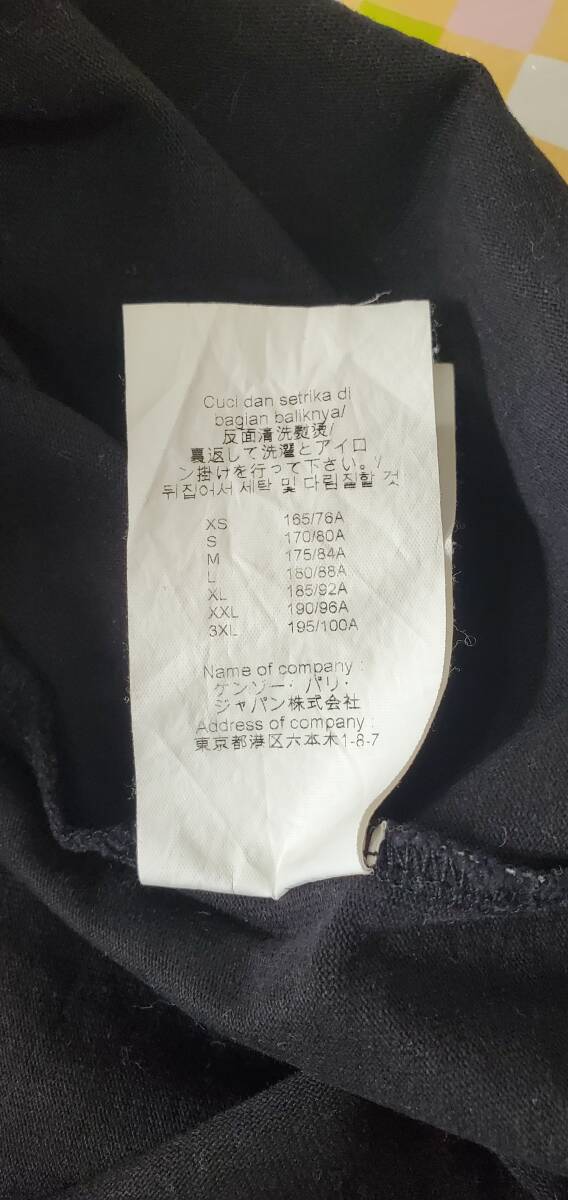 Cuci dan setrika di
bagian baliknya/
反面清洗熨烫/
裏返して洗濯とアイロ
ン掛けを行って下さい。/
뒤집어서 세탁 및 다림질할 것
XS 165/76A
S 170/80A
M 175/84A
L 180/88A
XL 185/92A
XXL 190/96A
3XL 195/100A
Name of company :
ケンゾー・パリ・
ジャパン株式会社
Address of company :
東京都港区六本木1-8-7